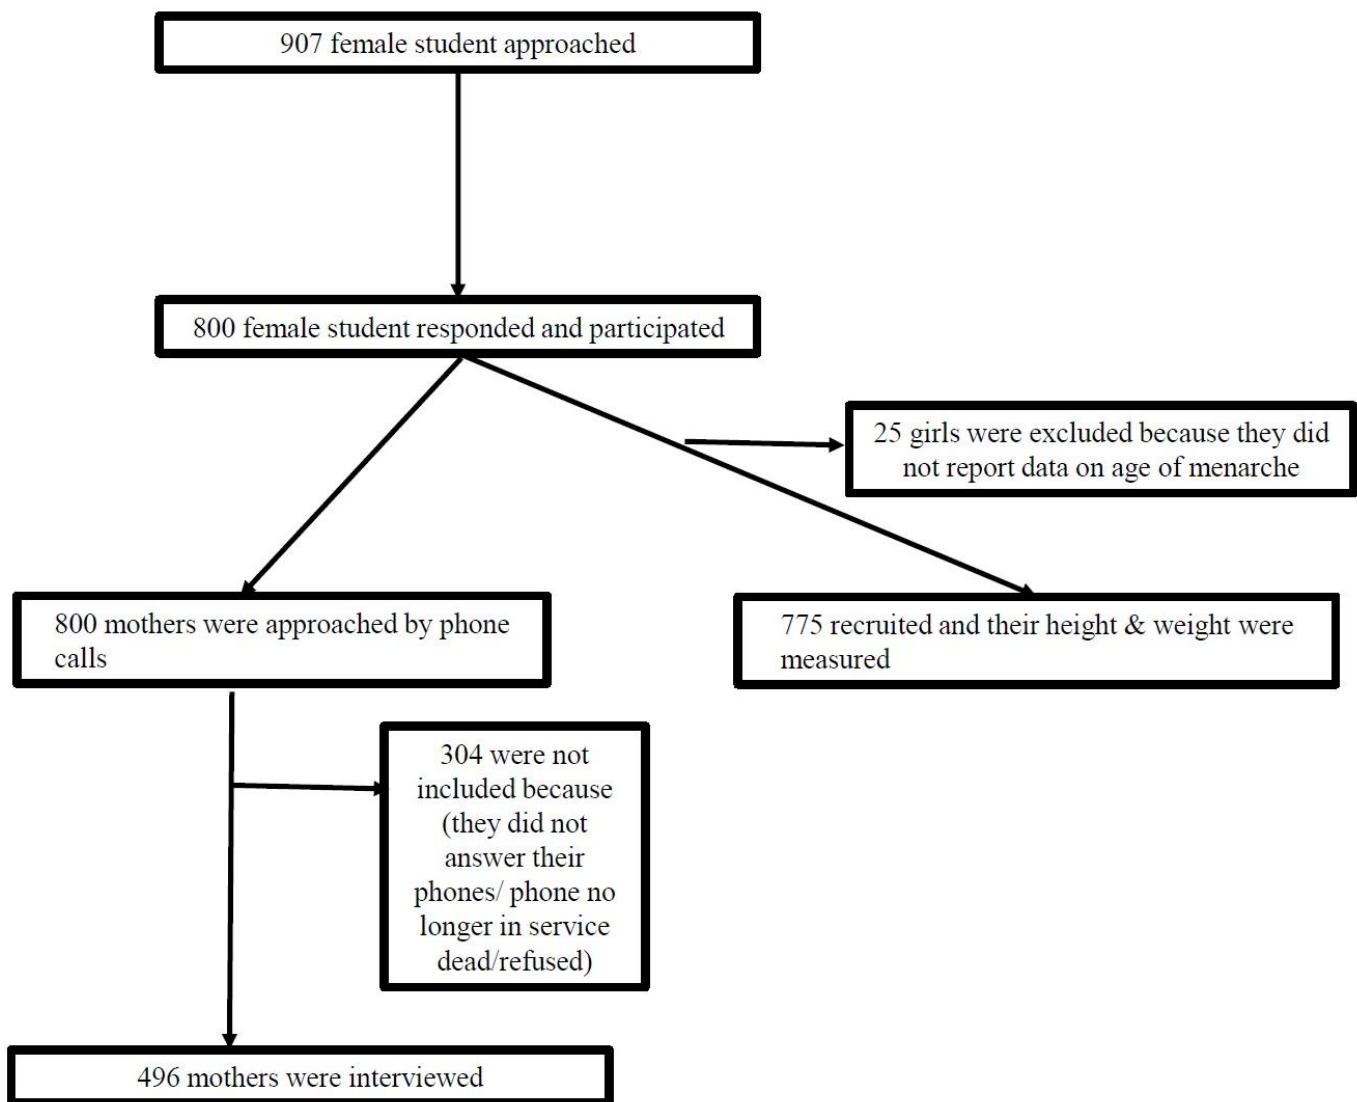 907 female student approached
800 female student responded and participated
25 girls were excluded because they did
not report data on age of menarche
800 mothers were approached by phone
calls
775 recruited and their height & weight were
measured
304 were not
included because
(they did not
answer their
phones/ phone no
longer in service
dead/refused)
496 mothers were interviewed